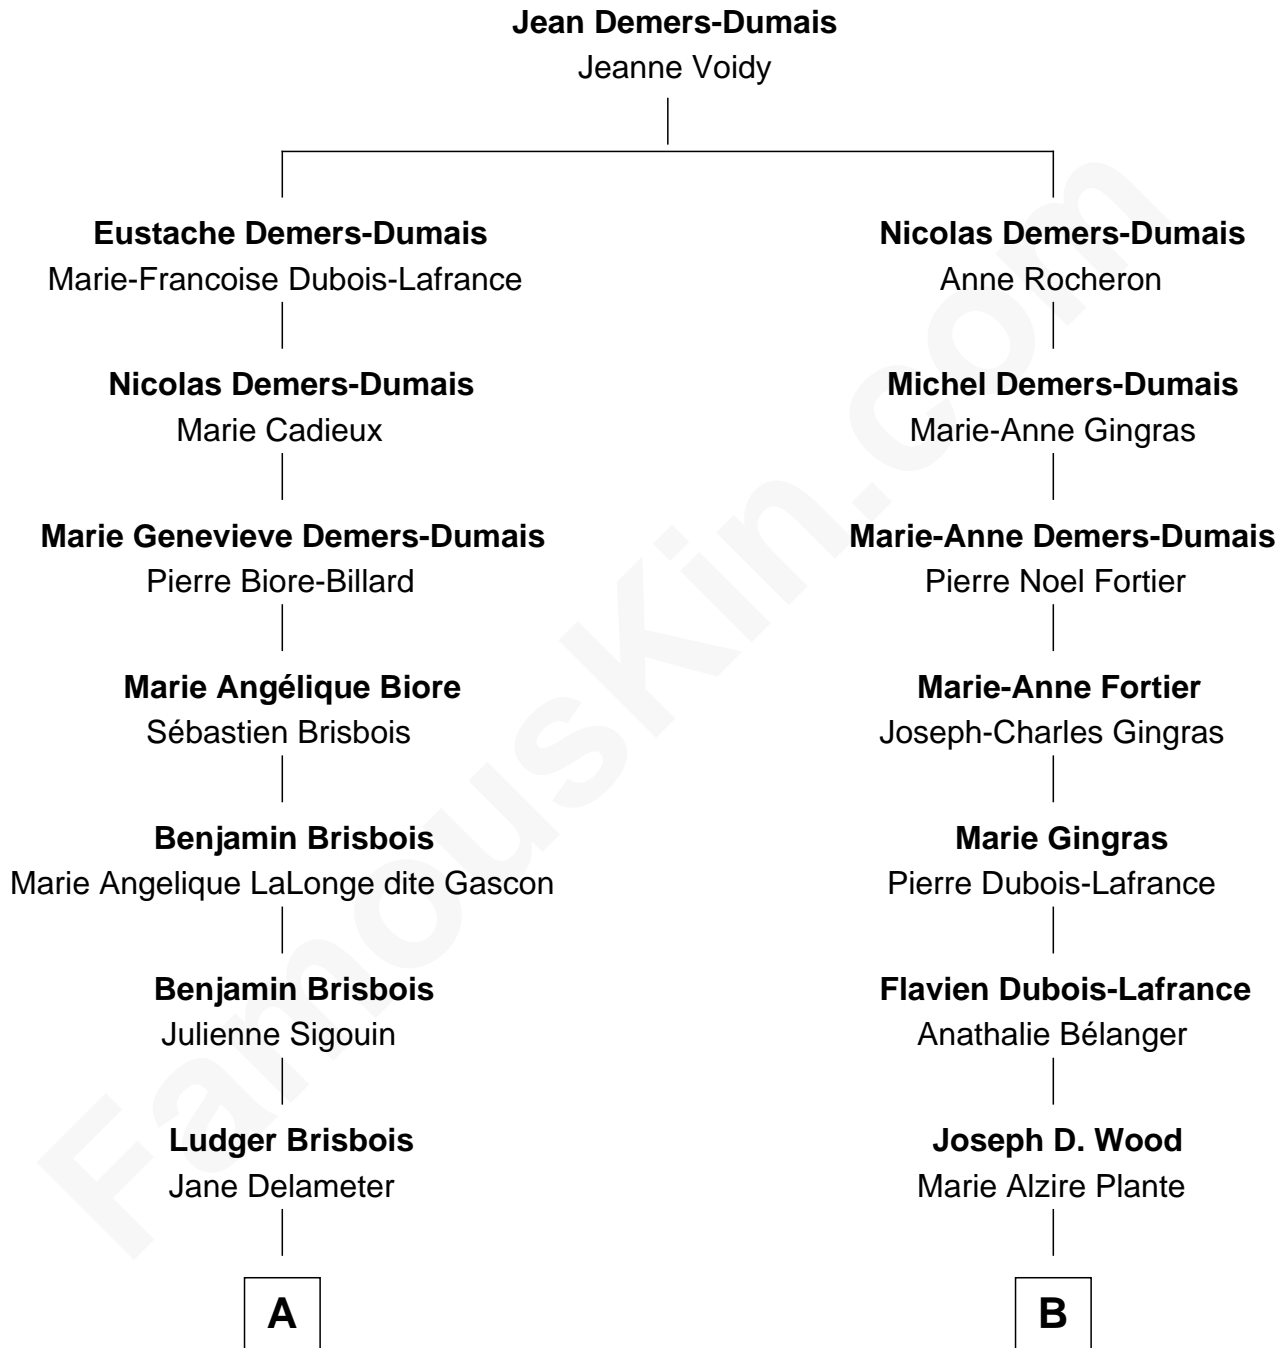 Jean Demers-Dumais
Jeanne Voidy
Eustache Demers-Dumais
Marie-Francoise Dubois-Lafrance
Nicolas Demers-Dumais
Marie Cadieux
Marie Genevieve Demers-Dumais
Pierre Biore-Billard
Marie Angélique Biore
Sébastien Brisbois
Benjamin Brisbois
Marie Angelique LaLonge dite Gascon
Benjamin Brisbois
Julienne Sigouin
Ludger Brisbois
Jane Delameter
A
Nicolas Demers-Dumais
Anne Rocheron
Michel Demers-Dumais
Marie-Anne Gingras
Marie-Anne Demers-Dumais
Pierre Noel Fortier
Marie-Anne Fortier
Joseph-Charles Gingras
Marie Gingras
Pierre Dubois-Lafrance
Flavien Dubois-Lafrance
Anathalie Bélanger
Joseph D. Wood
Marie Alzire Plante
B
FamousKin.com